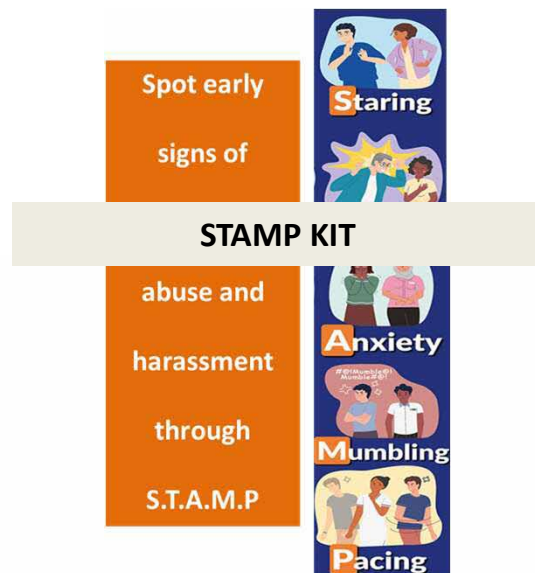 Spot early
signs of
STAMP KIT
abuse and
harassment
through
S.T.A.M.P
Staring
Anxiety
#@!Mumble@!
Mumble#@!
Mumbling
Pacing